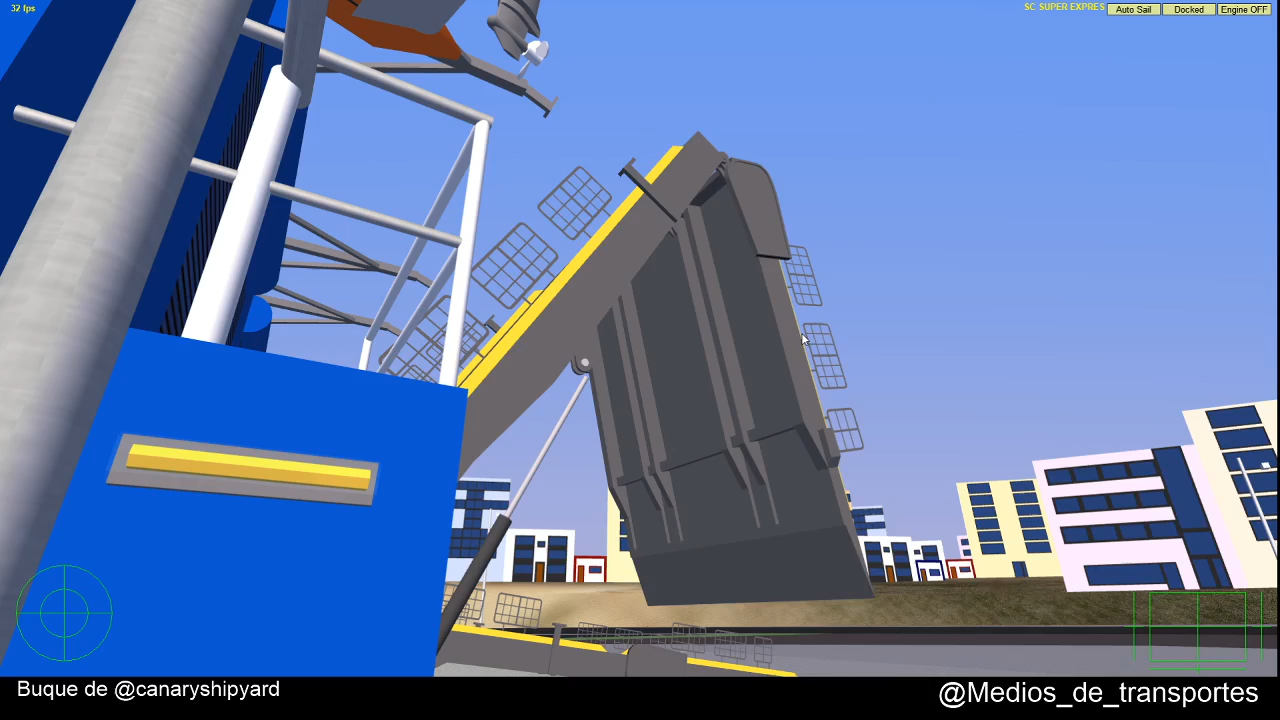 32 fps
SC SUPER EXPRES
Auto Sail
Docked
Engine OFF
Buque de @canaryshipyard
@Medios_de_transportes